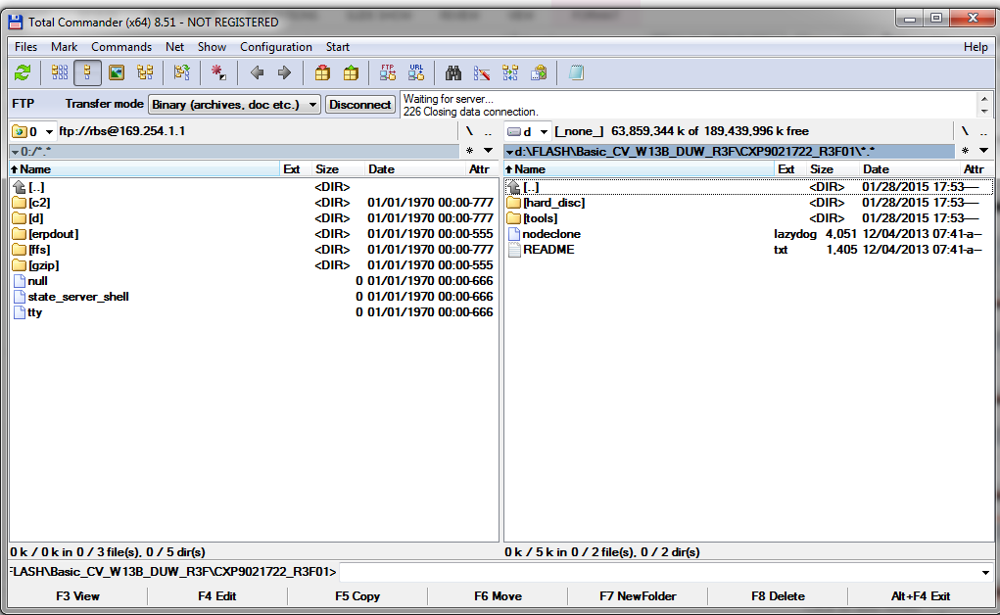 Total Commander (x64) 8.51 - NOT REGISTERED
Files Mark Commands Net Show Configuration Start Help
FTP URL
FTP Transfer mode Binary (archives, doc etc.) Disconnect Waiting for server...
226 Closing data connection.
0 ftp://rbs@169.254.1.1 \ ..
d [_none_] 63,859,344 k of 189,439,996 k free \ ..
0:/*.* * 
d:\FLASH\Basic_CV_W13B_DUW_R3F\CXP9021722_R3F01\*.* *
Name Ext Size Date Attr
[..] <DIR>
[c2] <DIR> 01/01/1970 00:00 -777
[d] <DIR> 01/01/1970 00:00 -777
[erpdout] <DIR> 01/01/1970 00:00 -555
[ffs] <DIR> 01/01/1970 00:00 -777
[gzip] <DIR> 01/01/1970 00:00 -555
null 0 01/01/1970 00:00 -666
state_server_shell 0 01/01/1970 00:00 -666
tty 0 01/01/1970 00:00 -666
0 k / 0 k in 0 / 3 file(s), 0 / 5 dir(s)
Name Ext Size Date Attr
[..] <DIR> 01/28/2015 17:53 ----
[hard_disc] <DIR> 01/28/2015 17:53 ----
[tools] <DIR> 01/28/2015 17:53 ----
nodeclone lazydog 4,051 12/04/2013 07:41 -a--
README txt 1,405 12/04/2013 07:41 -a--
0 k / 5 k in 0 / 2 file(s), 0 / 2 dir(s)
FLASH\Basic_CV_W13B_DUW_R3F\CXP9021722_R3F01>
F3 View F4 Edit F5 Copy F6 Move F7 NewFolder F8 Delete Alt+F4 Exit